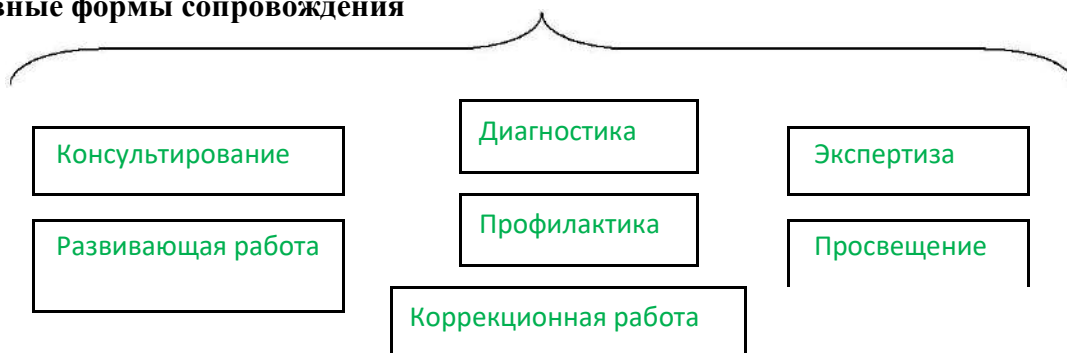 вные формы сопровождения
Консультирование
Диагностика
Экспертиза
Развивающая работа
Профилактика
Просвещение
Коррекционная работа